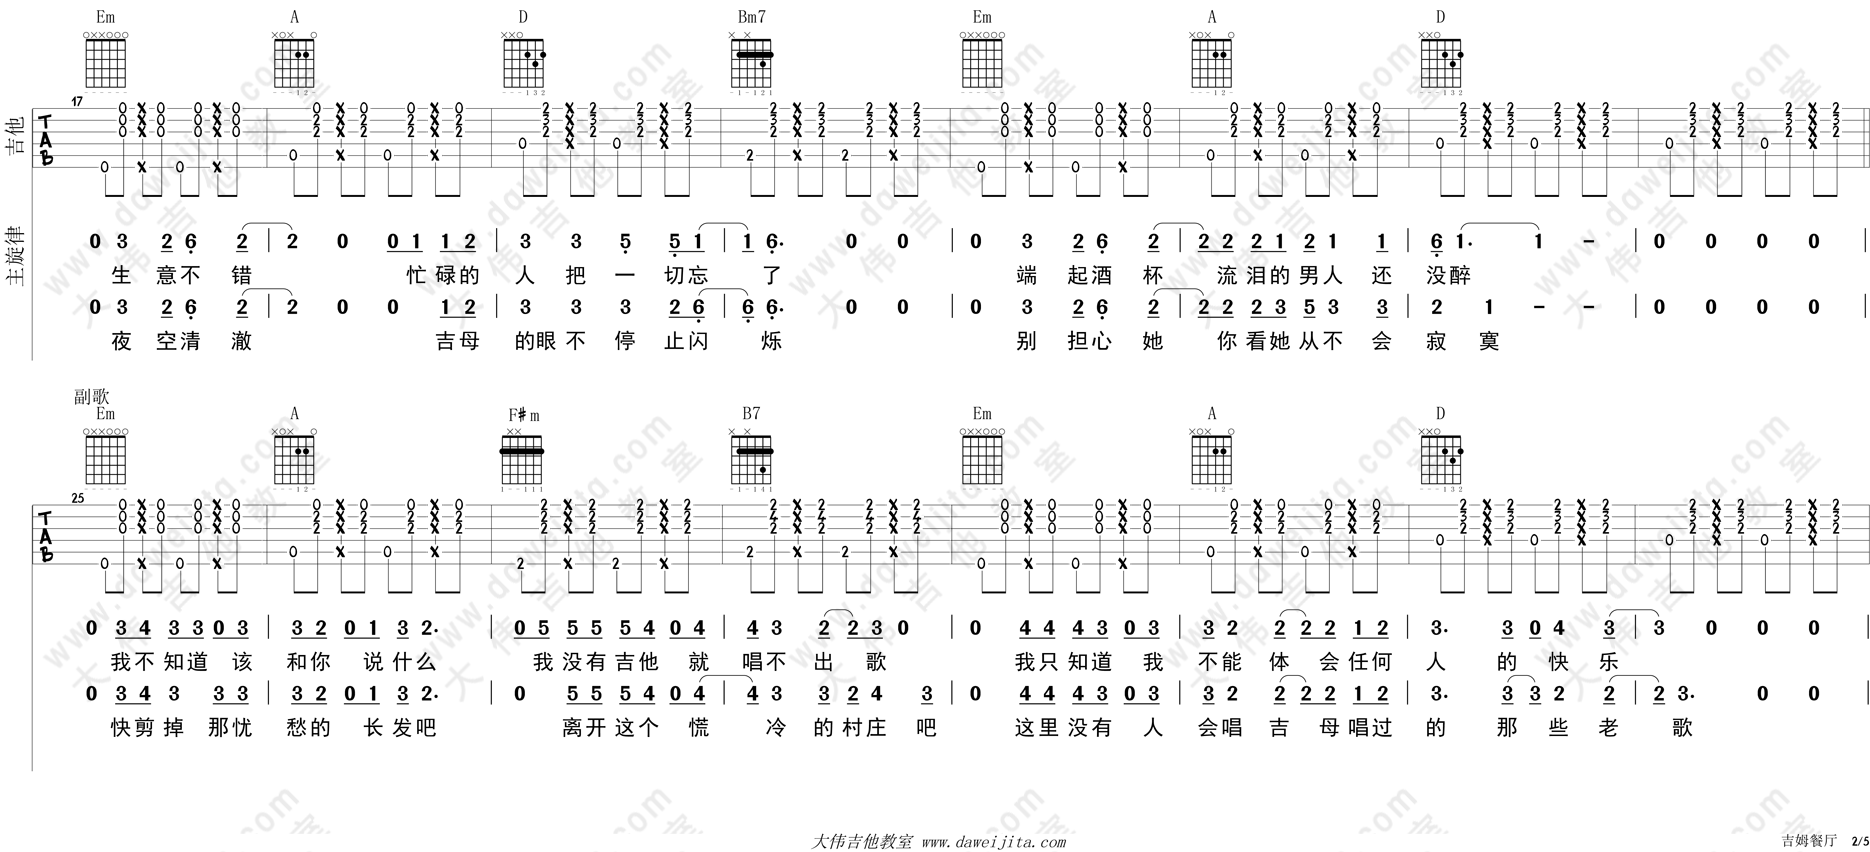 Em A D Bm7 Em A D
17
吉他
主旋律
0 3 2 6 2 | 2 0 0 1 1 2 | 3 3 5 5 1 | 1 6. 0 0 | 0 3 2 6 2 | 2 2 2 1 2 1 1 | 6 1. 1 - | 0 0 0 0 |
生 意不 错 忙 碌的 人 把 一 切忘 了 端 起酒 杯 流 泪的 男人 还 没醉
0 3 2 6 2 | 2 0 0 1 2 | 3 3 3 2 6 | 6 6. 0 0 | 0 3 2 6 2 | 2 2 2 3 5 3 3 | 2 1 - - | 0 0 0 0 |
夜 空清 澈 吉母 的眼 不 停 止闪 烁 别 担心 她 你 看她 从不 会 寂 寞
副歌
Em A F♯m B7 Em A D
25
0 3 4 3 3 0 3 | 3 2 0 1 3 2. | 0 5 5 5 5 4 0 4 | 4 3 2 2 3 0 | 0 4 4 4 3 0 3 | 3 2 2 2 2 1 2 | 3. 3 0 4 3 | 3 0 0 0 |
我不 知道 该 和你 说 什么 我 没有 吉他 就 唱不 出 歌 我只 知道 我 不能 体 会任何 人 的 快 乐
0 3 4 3 3 3 | 3 2 0 1 3 2. | 0 5 5 5 4 0 4 | 4 3 3 2 4 3 | 0 4 4 4 3 0 3 | 3 2 2 2 2 1 2 | 3. 3 3 2 2 | 2 3. 0 0 |
快剪 掉 那忧 愁的 长 发吧 离开 这个 慌 冷 的村庄 吧 这里 没有 人 会唱 吉 母唱过 的 那 些 老 歌
大伟吉他教室 www.daweijita.com
吉姆餐厅 2/5